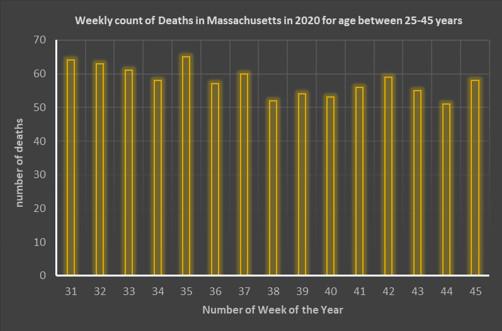 Weekly count of Deaths in Massachusetts in 2020 for age between 25-45 years
number of deaths
70
60
50
40
30
20
10
0
31 32 33 34 35 36 37 38 39 40 41 42 43 44 45
Number of Week of the Year